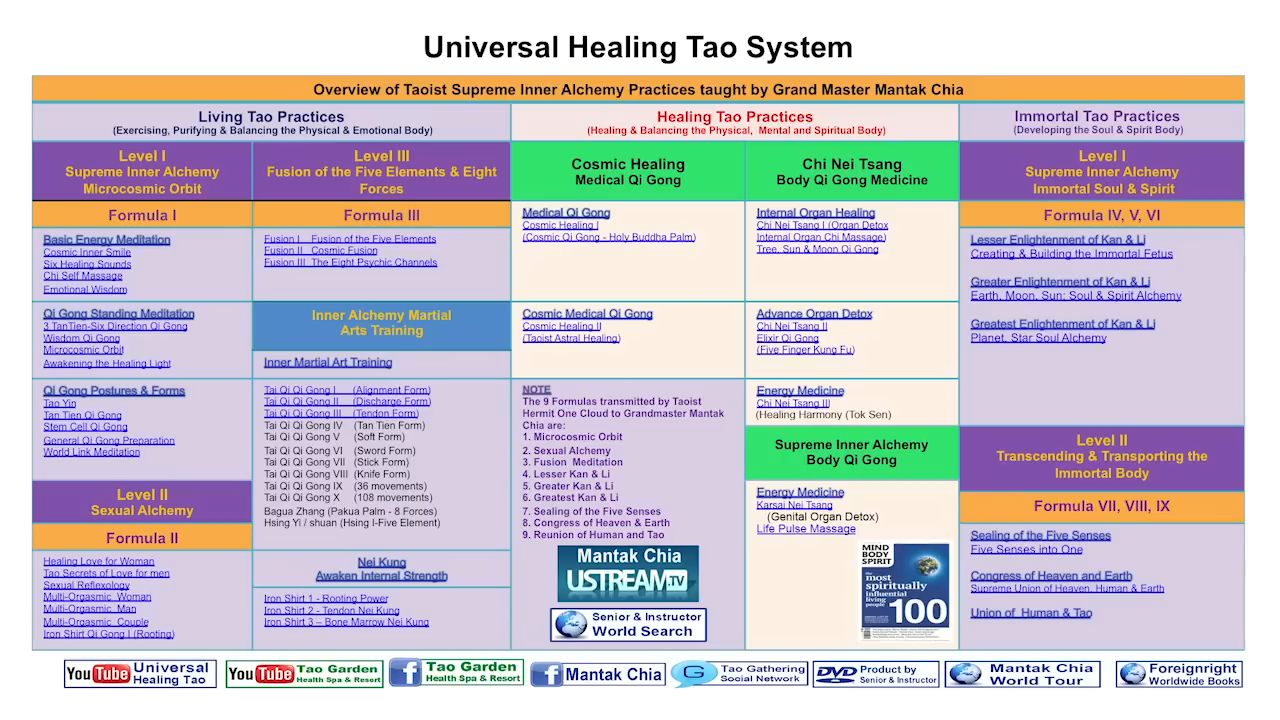 Universal Healing Tao System
Overview of Taoist Supreme Inner Alchemy Practices taught by Grand Master Mantak Chia
Living Tao Practices
(Exercising, Purifying & Balancing the Physical & Emotional Body)
Healing Tao Practices
(Healing & Balancing the Physical, Mental and Spiritual Body)
Immortal Tao Practices
(Developing the Soul & Spirit Body)
Level I
Supreme Inner Alchemy
Microcosmic Orbit
Formula I
Basic Energy Meditation
Cosmic Inner Smile
Six Healing Sounds
Chi Self Massage
Emotional Wisdom
Qi Gong Standing Meditation
3 TanTien-Six Direction Qi Gong
Wisdom Qi Gong
Microcosmic Orbit
Awakening the Healing Light
Qi Gong Postures & Forms
Tao Yin
Tan Tien Qi Gong
Stem Cell Qi Gong
General Qi Gong Preparation
World Link Meditation
Level II
Sexual Alchemy
Formula II
Healing Love for Woman
Tao Secrets of Love for men
Sexual Reflexology
Multi-Orgasmic Woman
Multi-Orgasmic Man
Multi-Orgasmic Couple
Iron Shirt Qi Gong I (Rooting)
Level III
Fusion of the Five Elements & Eight
Forces
Formula III
Fusion I Fusion of the Five Elements
Fusion II Cosmic Fusion
Fusion III The Eight Psychic Channels
Inner Alchemy Martial
Arts Training
Inner Martial Art Training
Tai Qi Qi Gong I (Alignment Form)
Tai Qi Qi Gong II (Discharge Form)
Tai Qi Qi Gong III (Tendon Form)
Tai Qi Qi Gong IV (Tan Tien Form)
Tai Qi Qi Gong V (Soft Form)
Tai Qi Qi Gong VI (Sword Form)
Tai Qi Qi Gong VII (Stick Form)
Tai Qi Qi Gong VIII (Knife Form)
Tai Qi Qi Gong IX (36 movements)
Tai Qi Qi Gong X (108 movements)
Bagua Zhang (Pakua Palm - 8 Forces)
Hsing Yi / shuan (Hsing I-Five Element)
Nei Kung
Awaken Internal Strength
Iron Shirt 1 - Rooting Power
Iron Shirt 2 - Tendon Nei Kung
Iron Shirt 3 – Bone Marrow Nei Kung
Cosmic Healing
Medical Qi Gong
Medical Qi Gong
Cosmic Healing I
(Cosmic Qi Gong - Holy Buddha Palm)
Cosmic Medical Qi Gong
Cosmic Healing II
(Taoist Astral Healing)
NOTE
The 9 Formulas transmitted by Taoist
Hermit One Cloud to Grandmaster Mantak
Chia are:
1. Microcosmic Orbit
2. Sexual Alchemy
3. Fusion Meditation
4. Lesser Kan & Li
5. Greater Kan & Li
6. Greatest Kan & Li
7. Sealing of the Five Senses
8. Congress of Heaven & Earth
9. Reunion of Human and Tao
Mantak Chia
USTREAM TV
Senior & Instructor
World Search
Chi Nei Tsang
Body Qi Gong Medicine
Internal Organ Healing
Chi Nei Tsang I (Organ Detox
Internal Organ Chi Massage)
Tree, Sun & Moon Qi Gong
Advance Organ Detox
Chi Nei Tsang II
Elixir Qi Gong
(Five Finger Kung Fu)
Energy Medicine
Chi Nei Tsang III
(Healing Harmony (Tok Sen)
Supreme Inner Alchemy
Body Qi Gong
Energy Medicine
Karsai Nei Tsang
(Genital Organ Detox)
Life Pulse Massage
MIND
BODY
SPIRIT
most
spiritually
influential
living
people
100
Level I
Supreme Inner Alchemy
Immortal Soul & Spirit
Formula IV, V, VI
Lesser Enlightenment of Kan & Li
Creating & Building the Immortal Fetus
Greater Enlightenment of Kan & Li
Earth, Moon, Sun; Soul & Spirit Alchemy
Greatest Enlightenment of Kan & Li
Planet, Star Soul Alchemy
Level II
Transcending & Transporting the
Immortal Body
Formula VII, VIII, IX
Sealing of the Five Senses
Five Senses into One
Congress of Heaven and Earth
Supreme Union of Heaven, Human & Earth
Union of Human & Tao
YouTube Universal
Healing Tao
YouTube Tao Garden
Health Spa & Resort
f Tao Garden
Health Spa & Resort
f Mantak Chia
G Tao Gathering
Social Network
DVD Product by
Senior & Instructor
Mantak Chia
World Tour
Foreignright
Worldwide Books